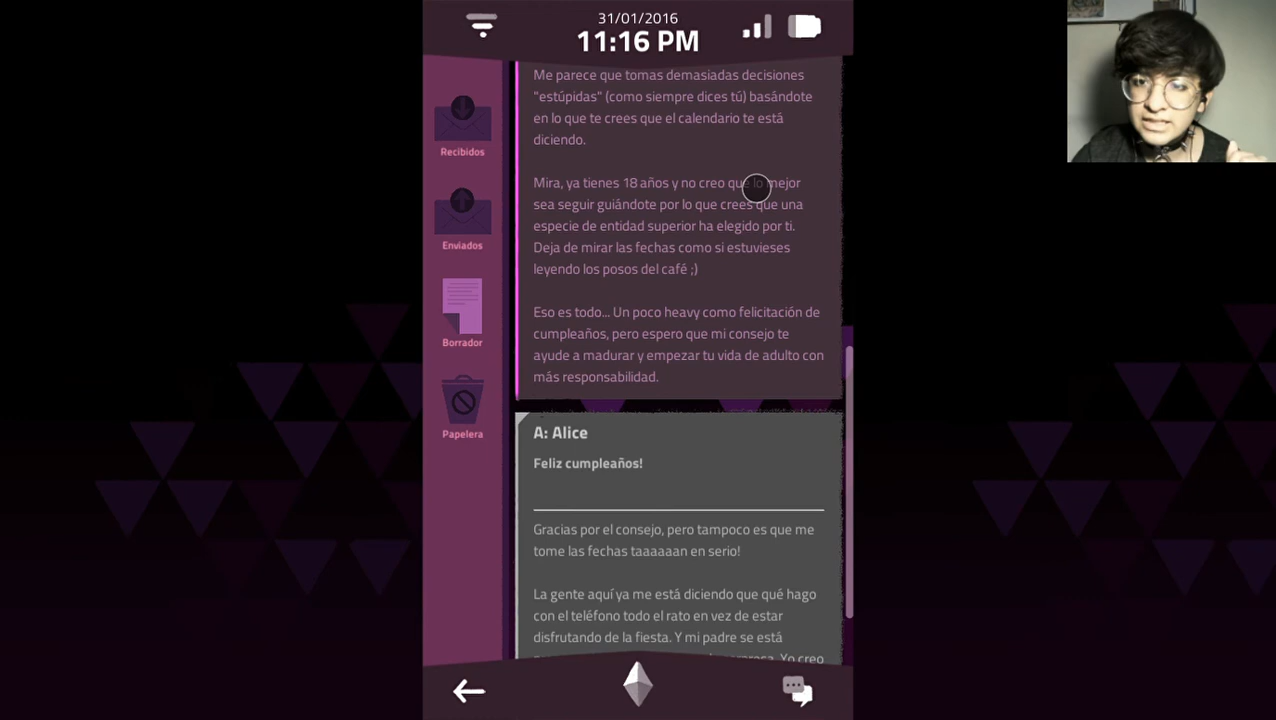 31/01/2016
11:16 PM
Recibidos
Enviados
Borrador
Papelera
Me parece que tomas demasiadas decisiones
"estúpidas" (como siempre dices tú) basándote
en lo que te crees que el calendario te está
diciendo.
Mira, ya tienes 18 años y no creo que lo mejor
sea seguir guiándote por lo que crees que una
especie de entidad superior ha elegido por ti.
Deja de mirar las fechas como si estuvieses
leyendo los posos del café ;)
Eso es todo... Un poco heavy como felicitación de
cumpleaños, pero espero que mi consejo te
ayude a madurar y empezar tu vida de adulto con
más responsabilidad.
A: Alice
Feliz cumpleaños!
Gracias por el consejo, pero tampoco es que me
tome las fechas taaaaaan en serio!
La gente aquí ya me está diciendo que qué hago
con el teléfono todo el rato en vez de estar
disfrutando de la fiesta. Y mi padre se está
Yo creo